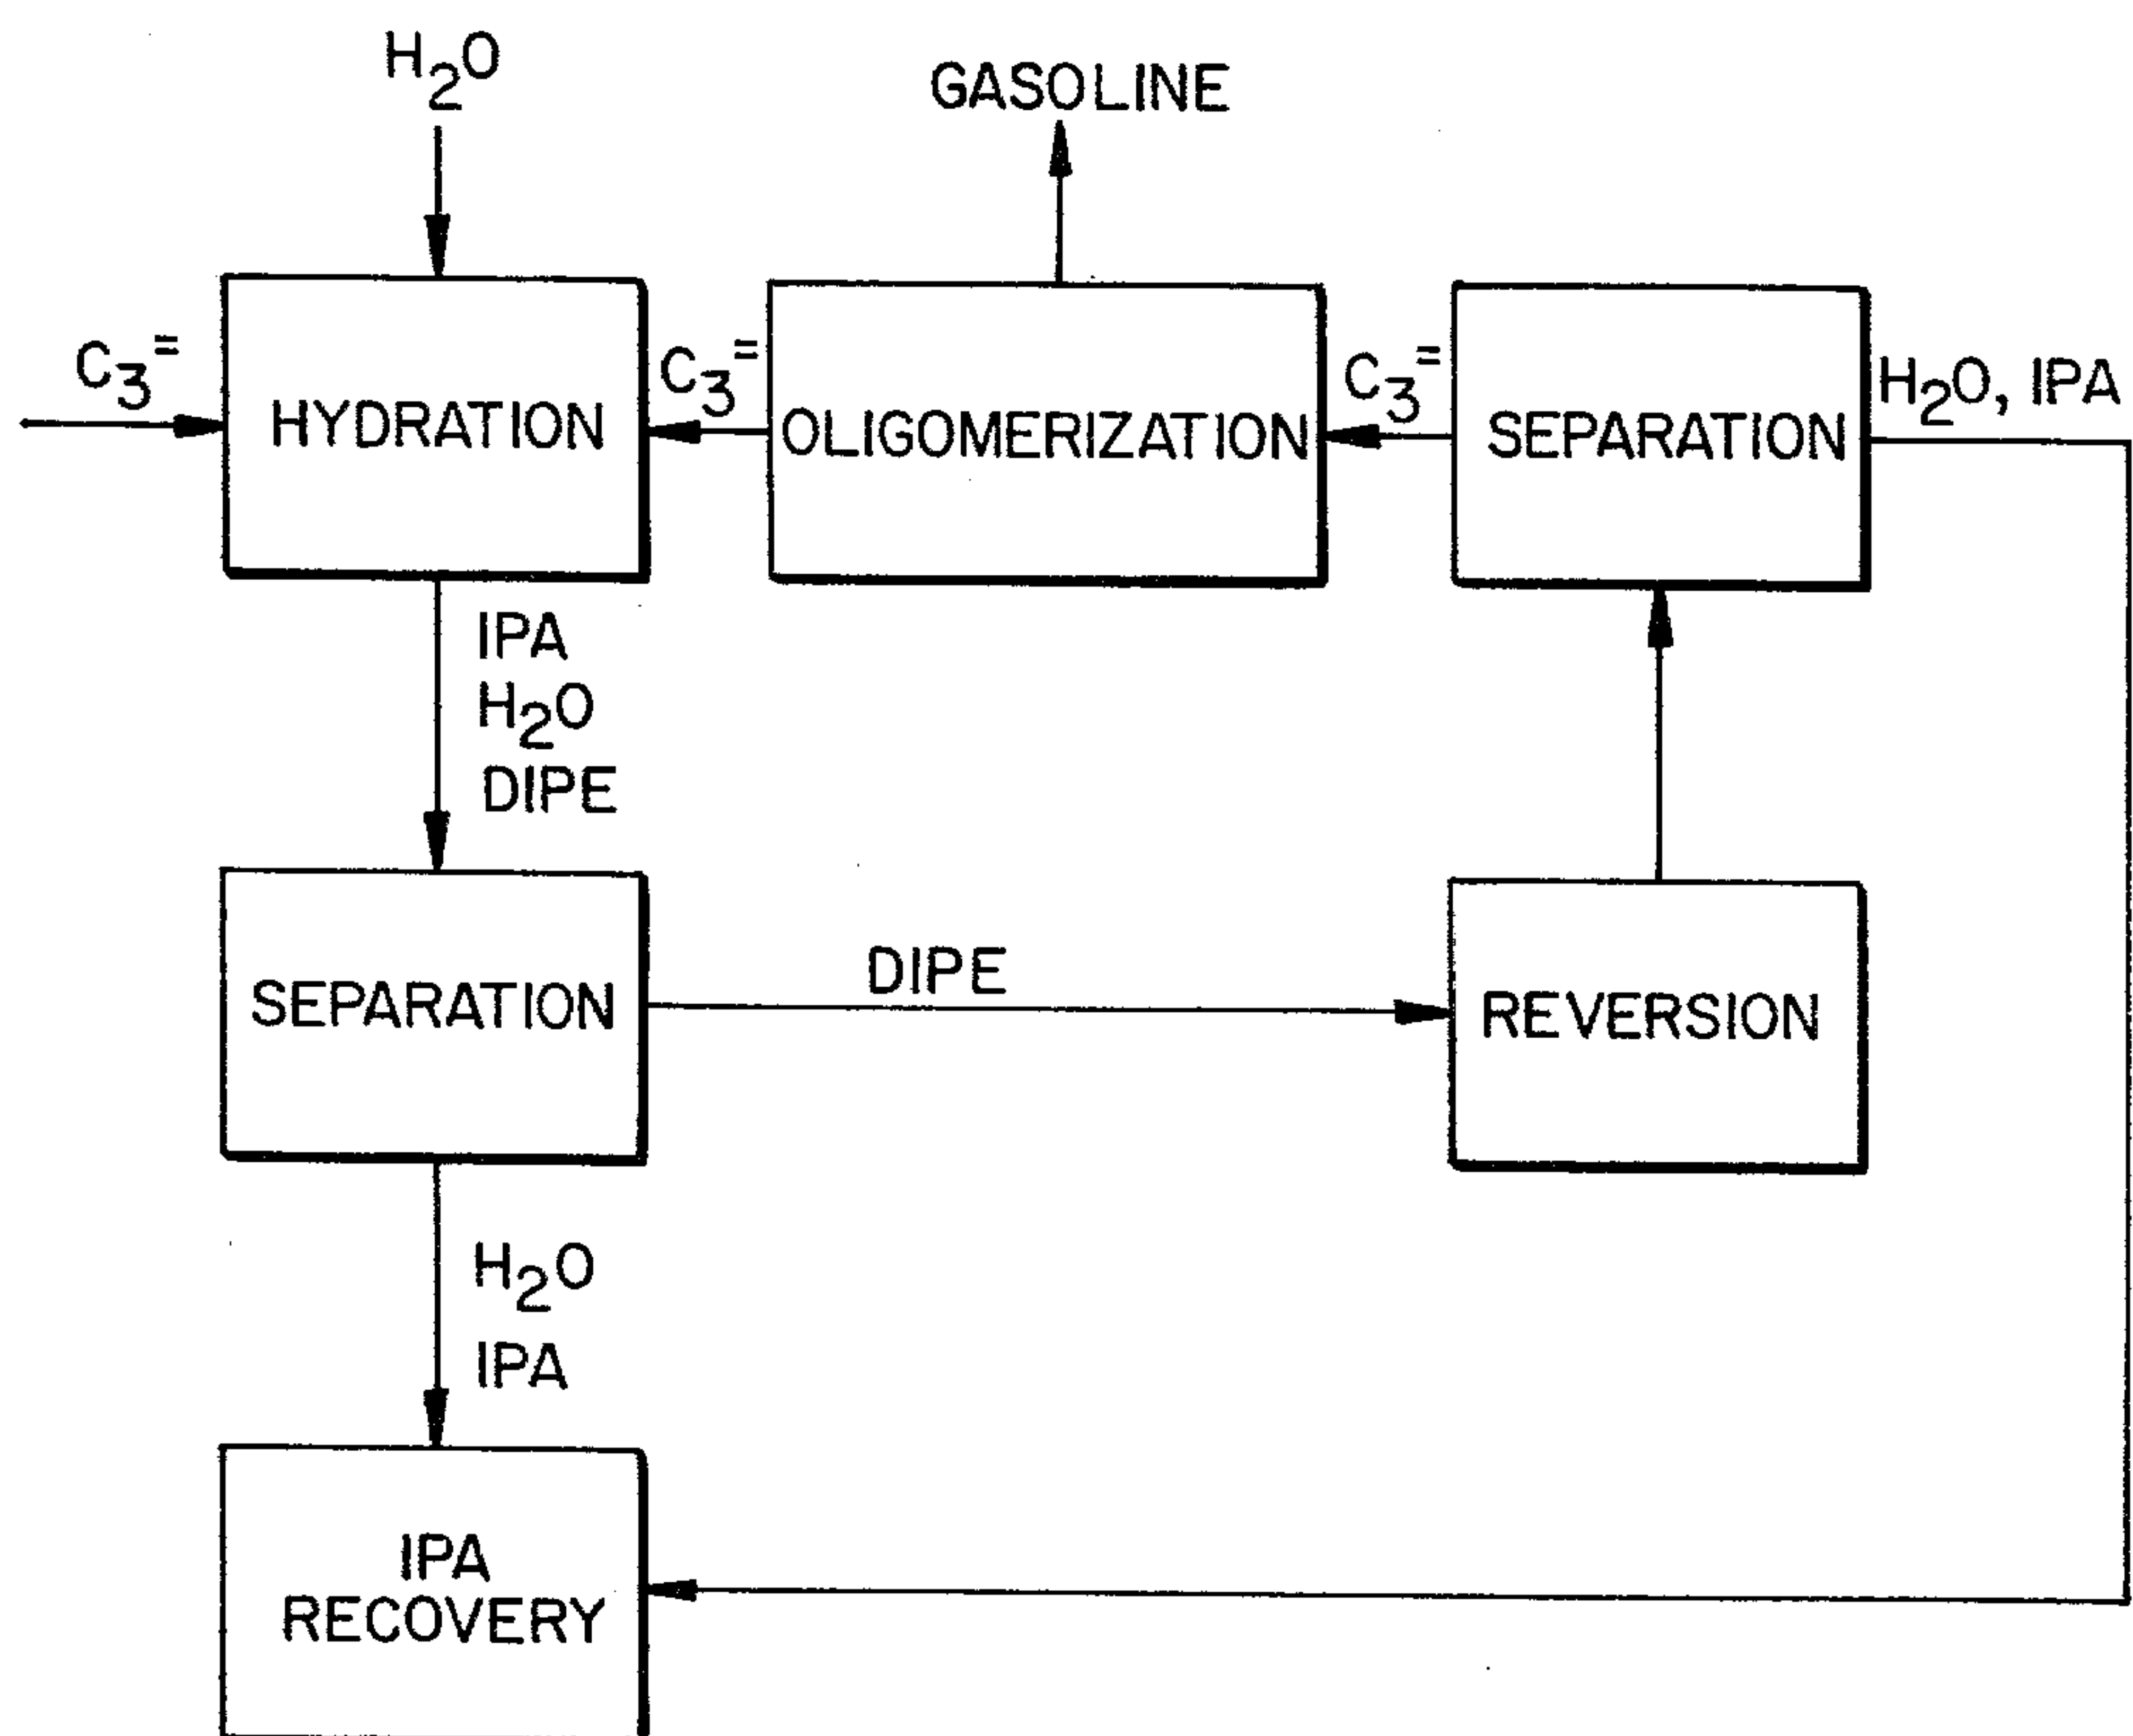 H₂O
GASOLINE
C₃⁼
HYDRATION
C₃⁼
OLIGOMERIZATION
C₃⁼
SEPARATION
H₂O, IPA
IPA
H₂O
DIPE
SEPARATION
DIPE
REVERSION
H₂O
IPA
IPA
RECOVERY